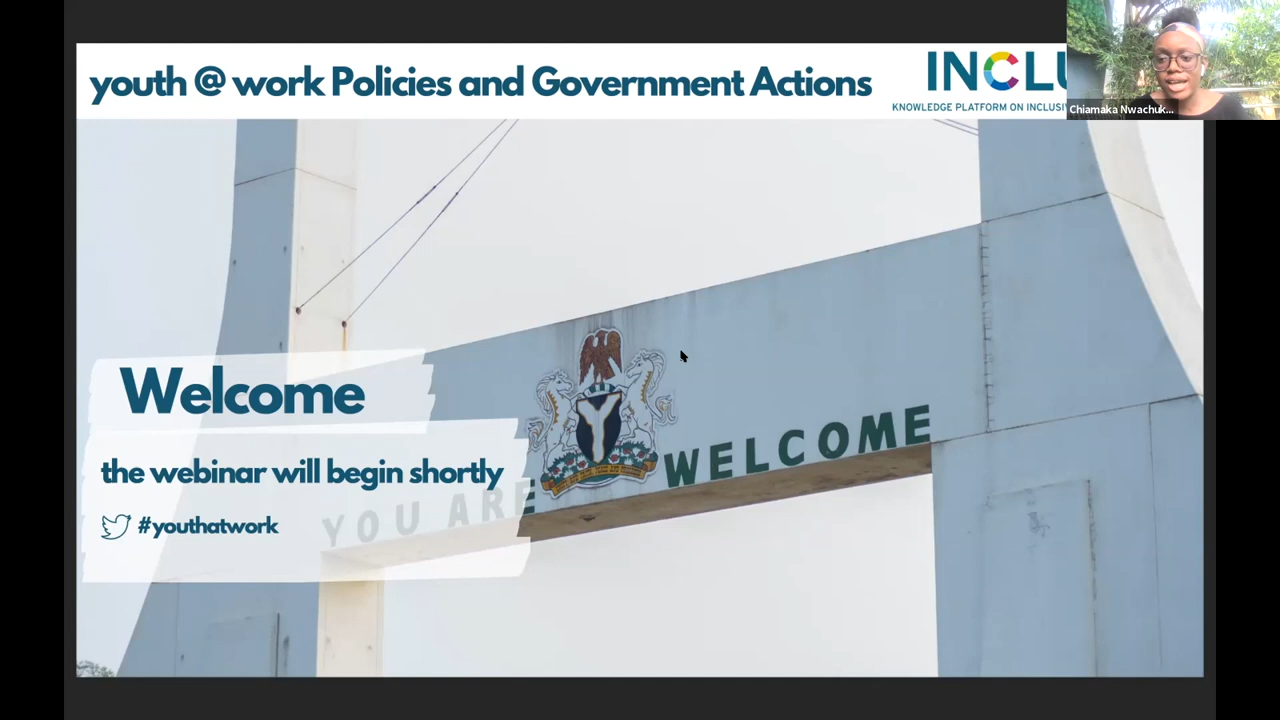 youth @ work Policies and Government Actions
INCLU
KNOWLEDGE PLATFORM ON INCLUSIV
Chiamaka Nwachuk...
Welcome
the webinar will begin shortly
#youthatwork
YOU ARE
WELCOME